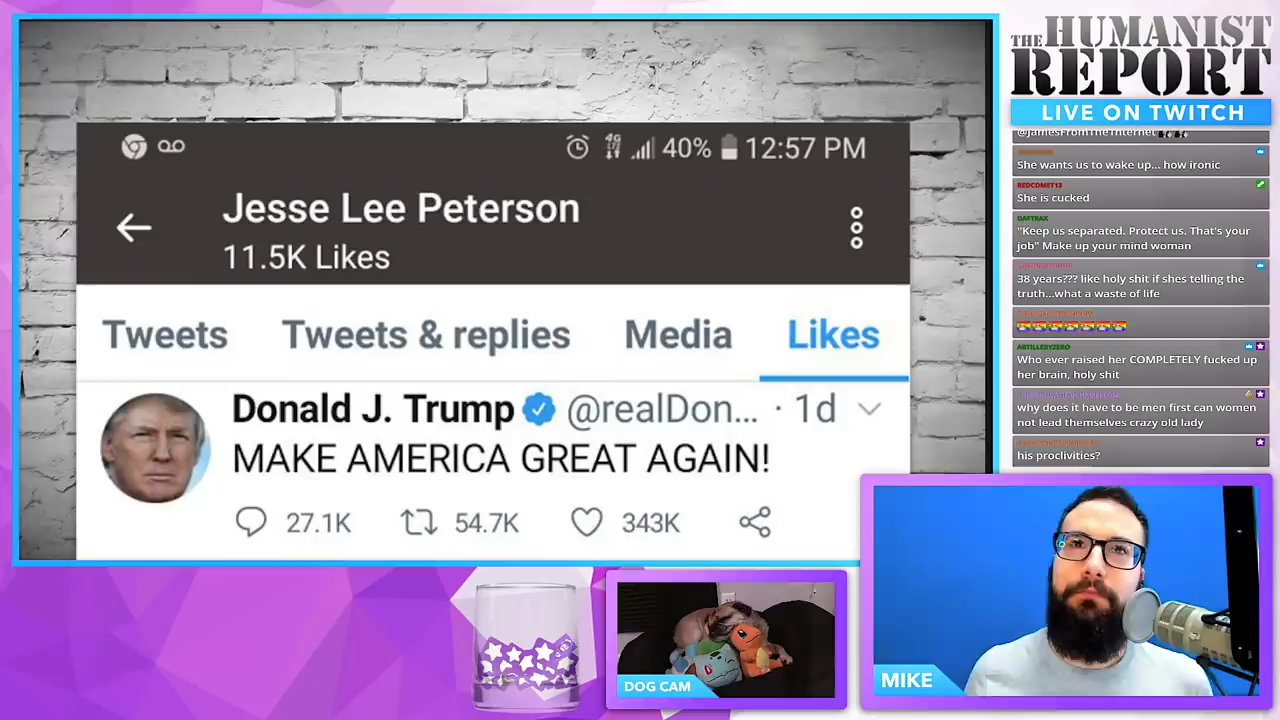 40% 12:57 PM
Jesse Lee Peterson
11.5K Likes
Tweets Tweets & replies Media Likes
Donald J. Trump @realDon... · 1d
MAKE AMERICA GREAT AGAIN!
27.1K 54.7K 343K
THE HUMANIST
REPORT
LIVE ON TWITCH
@JamesFromTheInternet
She wants us to wake up... how ironic
REDCOMET13
She is cucked
DAFTRAX
"Keep us separated. Protect us. That's your
job" Make up your mind woman
38 years??? like holy shit if shes telling the
truth...what a waste of life
ARTILLERYZERO
Who ever raised her COMPLETELY fucked up
her brain, holy shit
why does it have to be men first can women
not lead themselves crazy old lady
his proclivities?
DOG CAM
MIKE